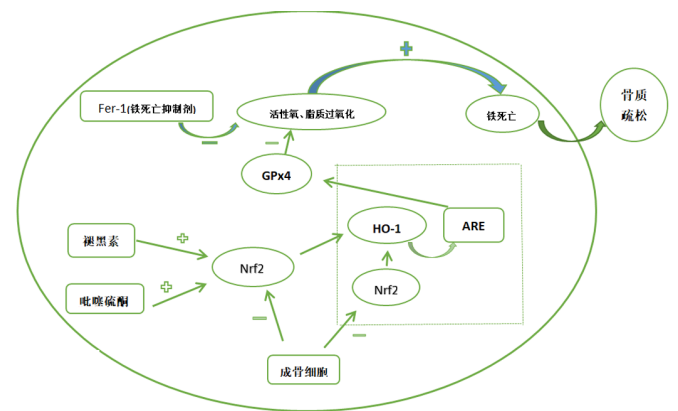 Fer-1(铁死亡抑制剂)
活性氧、脂质过氧化
铁死亡
骨质
疏松
GPx4
HO-1
ARE
褪黑素
Nrf2
Nrf2
吡噻硫酮
成骨细胞